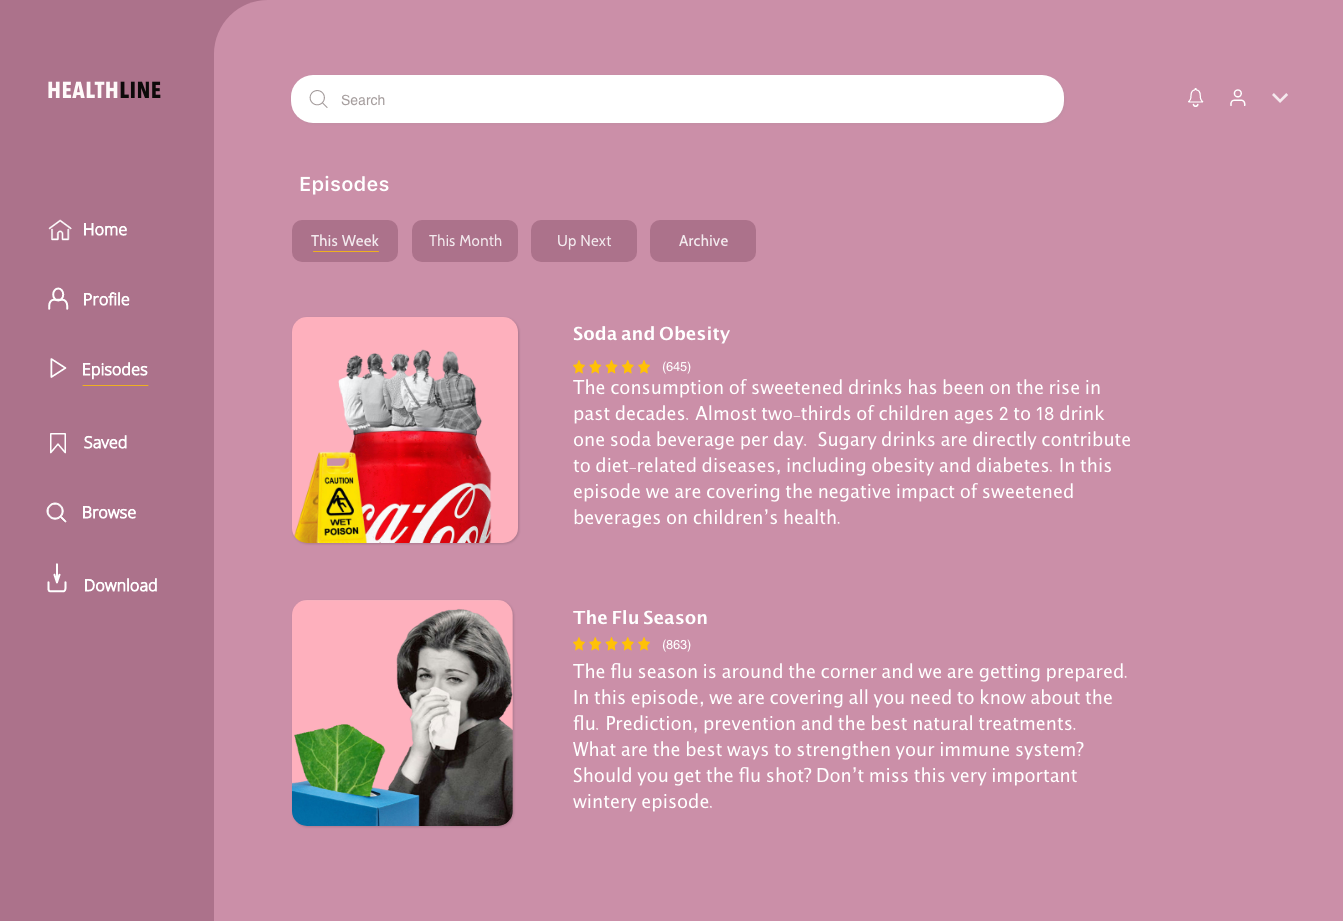 HEALTHLINE
Search
Home
Profile
Episodes
Saved
Browse
Download
Episodes
This Week
This Month
Up Next
Archive
CAUTION
WET
POISON
Ca-Col
Soda and Obesity
(645)
The consumption of sweetened drinks has been on the rise in
past decades. Almost two-thirds of children ages 2 to 18 drink
one soda beverage per day.  Sugary drinks are directly contribute
to diet-related diseases, including obesity and diabetes. In this
episode we are covering the negative impact of sweetened
beverages on children’s health.
The Flu Season
(863)
The flu season is around the corner and we are getting prepared.
In this episode, we are covering all you need to know about the
flu. Prediction, prevention and the best natural treatments.
What are the best ways to strengthen your immune system?
Should you get the flu shot? Don’t miss this very important
wintery episode.